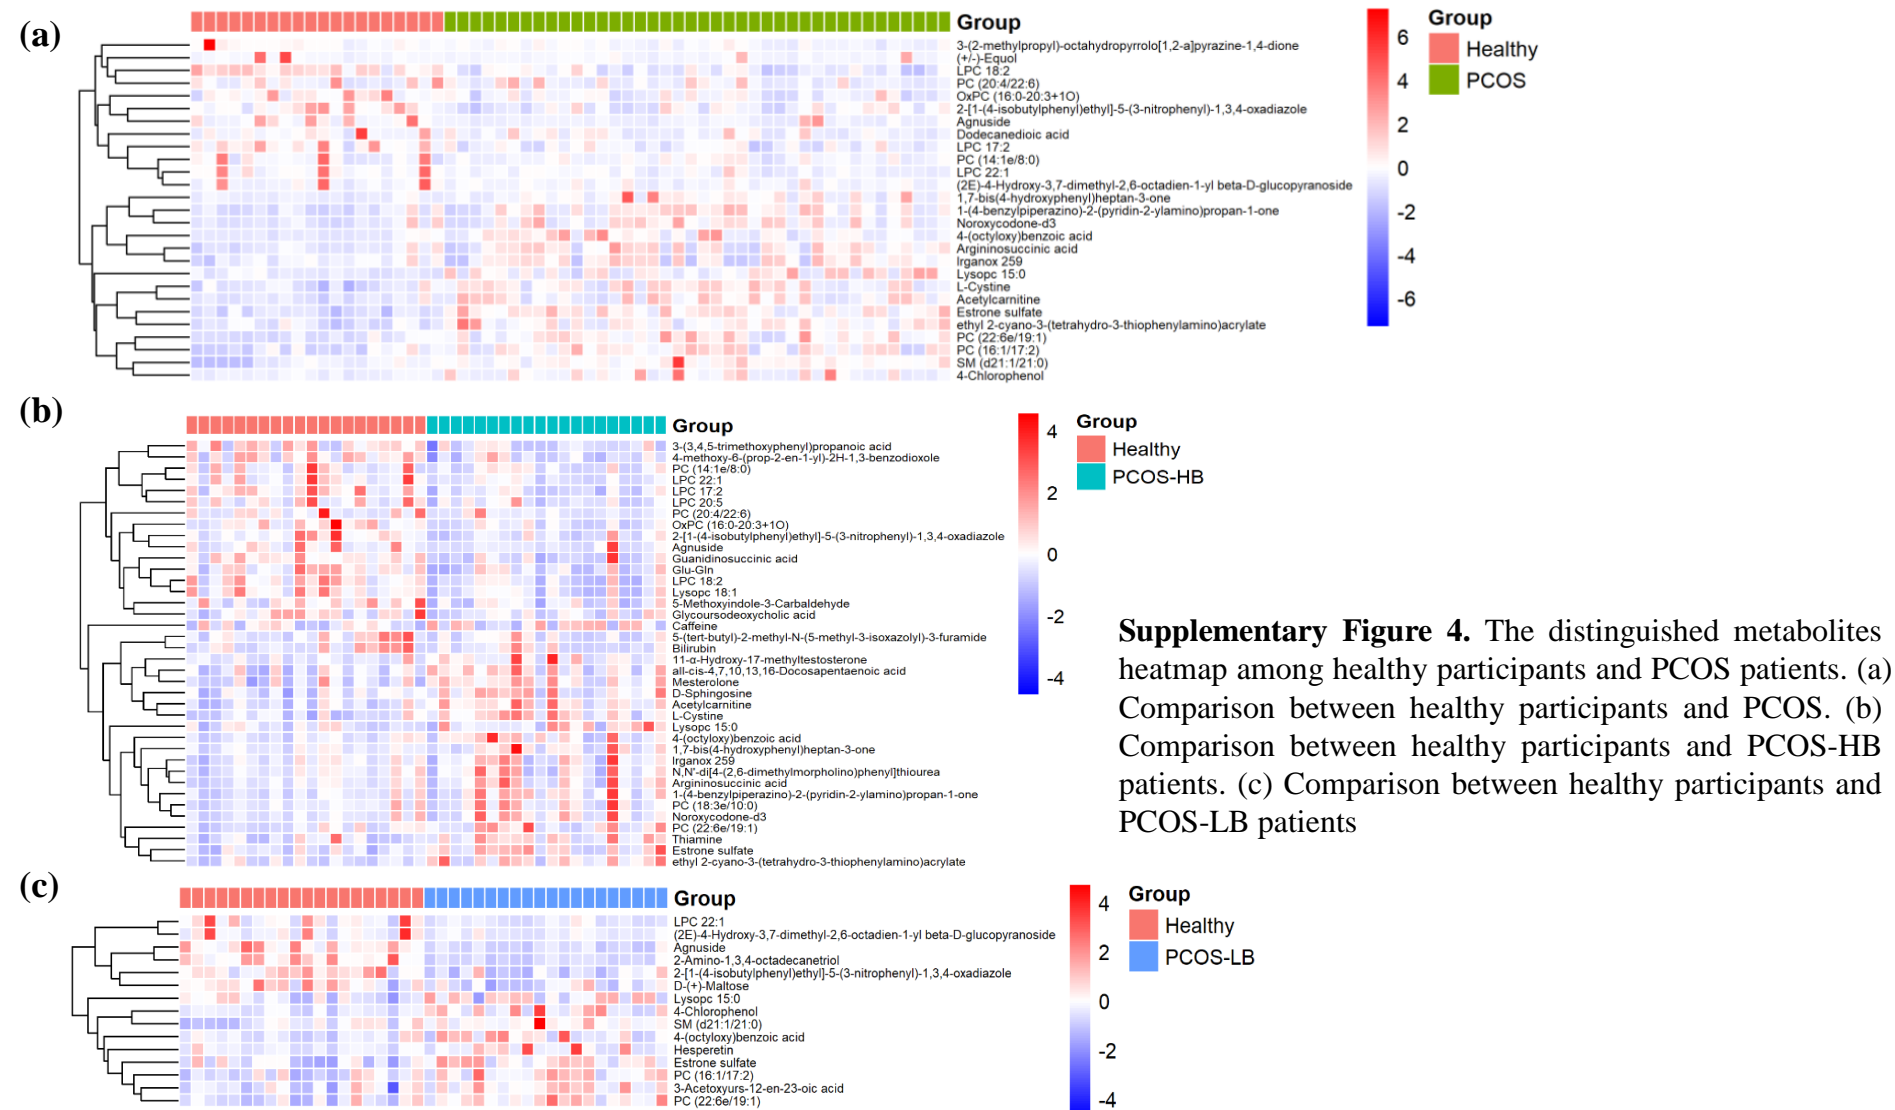 (a)
Group
3-(2-methylpropyl)-octahydropyrrolo[1,2-a]pyrazine-1,4-dione
(+/-)-Equol
LPC 18:2
PC (20:4/22:6)
OxPC (16:0-20:3+1O)
2-[1-(4-isobutylphenyl)ethyl]-5-(3-nitrophenyl)-1,3,4-oxadiazole
Agnuside
Dodecanedioic acid
LPC 17:2
PC (14:1e/8:0)
LPC 22:1
(2E)-4-Hydroxy-3,7-dimethyl-2,6-octadien-1-yl beta-D-glucopyranoside
1,7-bis(4-hydroxyphenyl)heptan-3-one
1-(4-benzylpiperazino)-2-(pyridin-2-ylamino)propan-1-one
Noroxycodone-d3
4-(octyloxy)benzoic acid
Argininosuccinic acid
Irganox 259
Lysopc 15:0
L-Cystine
Acetylcarnitine
Estrone sulfate
ethyl 2-cyano-3-(tetrahydro-3-thiophenylamino)acrylate
PC (22:6e/19:1)
PC (16:1/17:2)
SM (d21:1/21:0)
4-Chlorophenol
6
4
2
0
-2
-4
-6
Group
Healthy
PCOS
(b)
Group
3-(3,4,5-trimethoxyphenyl)propanoic acid
4-methoxy-6-(prop-2-en-1-yl)-2H-1,3-benzodioxole
PC (14:1e/8:0)
LPC 22:1
LPC 17:2
LPC 20:5
PC (20:4/22:6)
OxPC (16:0-20:3+1O)
2-[1-(4-isobutylphenyl)ethyl]-5-(3-nitrophenyl)-1,3,4-oxadiazole
Agnuside
Guanidinosuccinic acid
Glu-Gln
LPC 18:2
Lysopc 18:1
5-Methoxyindole-3-Carbaldehyde
Glycoursodeoxycholic acid
Caffeine
5-(tert-butyl)-2-methyl-N-(5-methyl-3-isoxazolyl)-3-furamide
Bilirubin
11-α-Hydroxy-17-methyltestosterone
all-cis-4,7,10,13,16-Docosapentaenoic acid
Mesterolone
D-Sphingosine
Acetylcarnitine
L-Cystine
Lysopc 15:0
4-(octyloxy)benzoic acid
1,7-bis(4-hydroxyphenyl)heptan-3-one
Irganox 259
N,N'-di[4-(2,6-dimethylmorpholino)phenyl]thiourea
Argininosuccinic acid
1-(4-benzylpiperazino)-2-(pyridin-2-ylamino)propan-1-one
PC (18:3e/10:0)
Noroxycodone-d3
PC (22:6e/19:1)
Thiamine
Estrone sulfate
ethyl 2-cyano-3-(tetrahydro-3-thiophenylamino)acrylate
4
2
0
-2
-4
Group
Healthy
PCOS-HB
Supplementary Figure 4. The distinguished metabolites
heatmap among healthy participants and PCOS patients. (a)
Comparison between healthy participants and PCOS. (b)
Comparison between healthy participants and PCOS-HB
patients. (c) Comparison between healthy participants and
PCOS-LB patients
(c)
Group
LPC 22:1
(2E)-4-Hydroxy-3,7-dimethyl-2,6-octadien-1-yl beta-D-glucopyranoside
Agnuside
2-Amino-1,3,4-octadecanetriol
2-[1-(4-isobutylphenyl)ethyl]-5-(3-nitrophenyl)-1,3,4-oxadiazole
D-(+)-Maltose
Lysopc 15:0
4-Chlorophenol
SM (d21:1/21:0)
4-(octyloxy)benzoic acid
Hesperetin
Estrone sulfate
PC (16:1/17:2)
3-Acetoxyurs-12-en-23-oic acid
PC (22:6e/19:1)
4
2
0
-2
-4
Group
Healthy
PCOS-LB